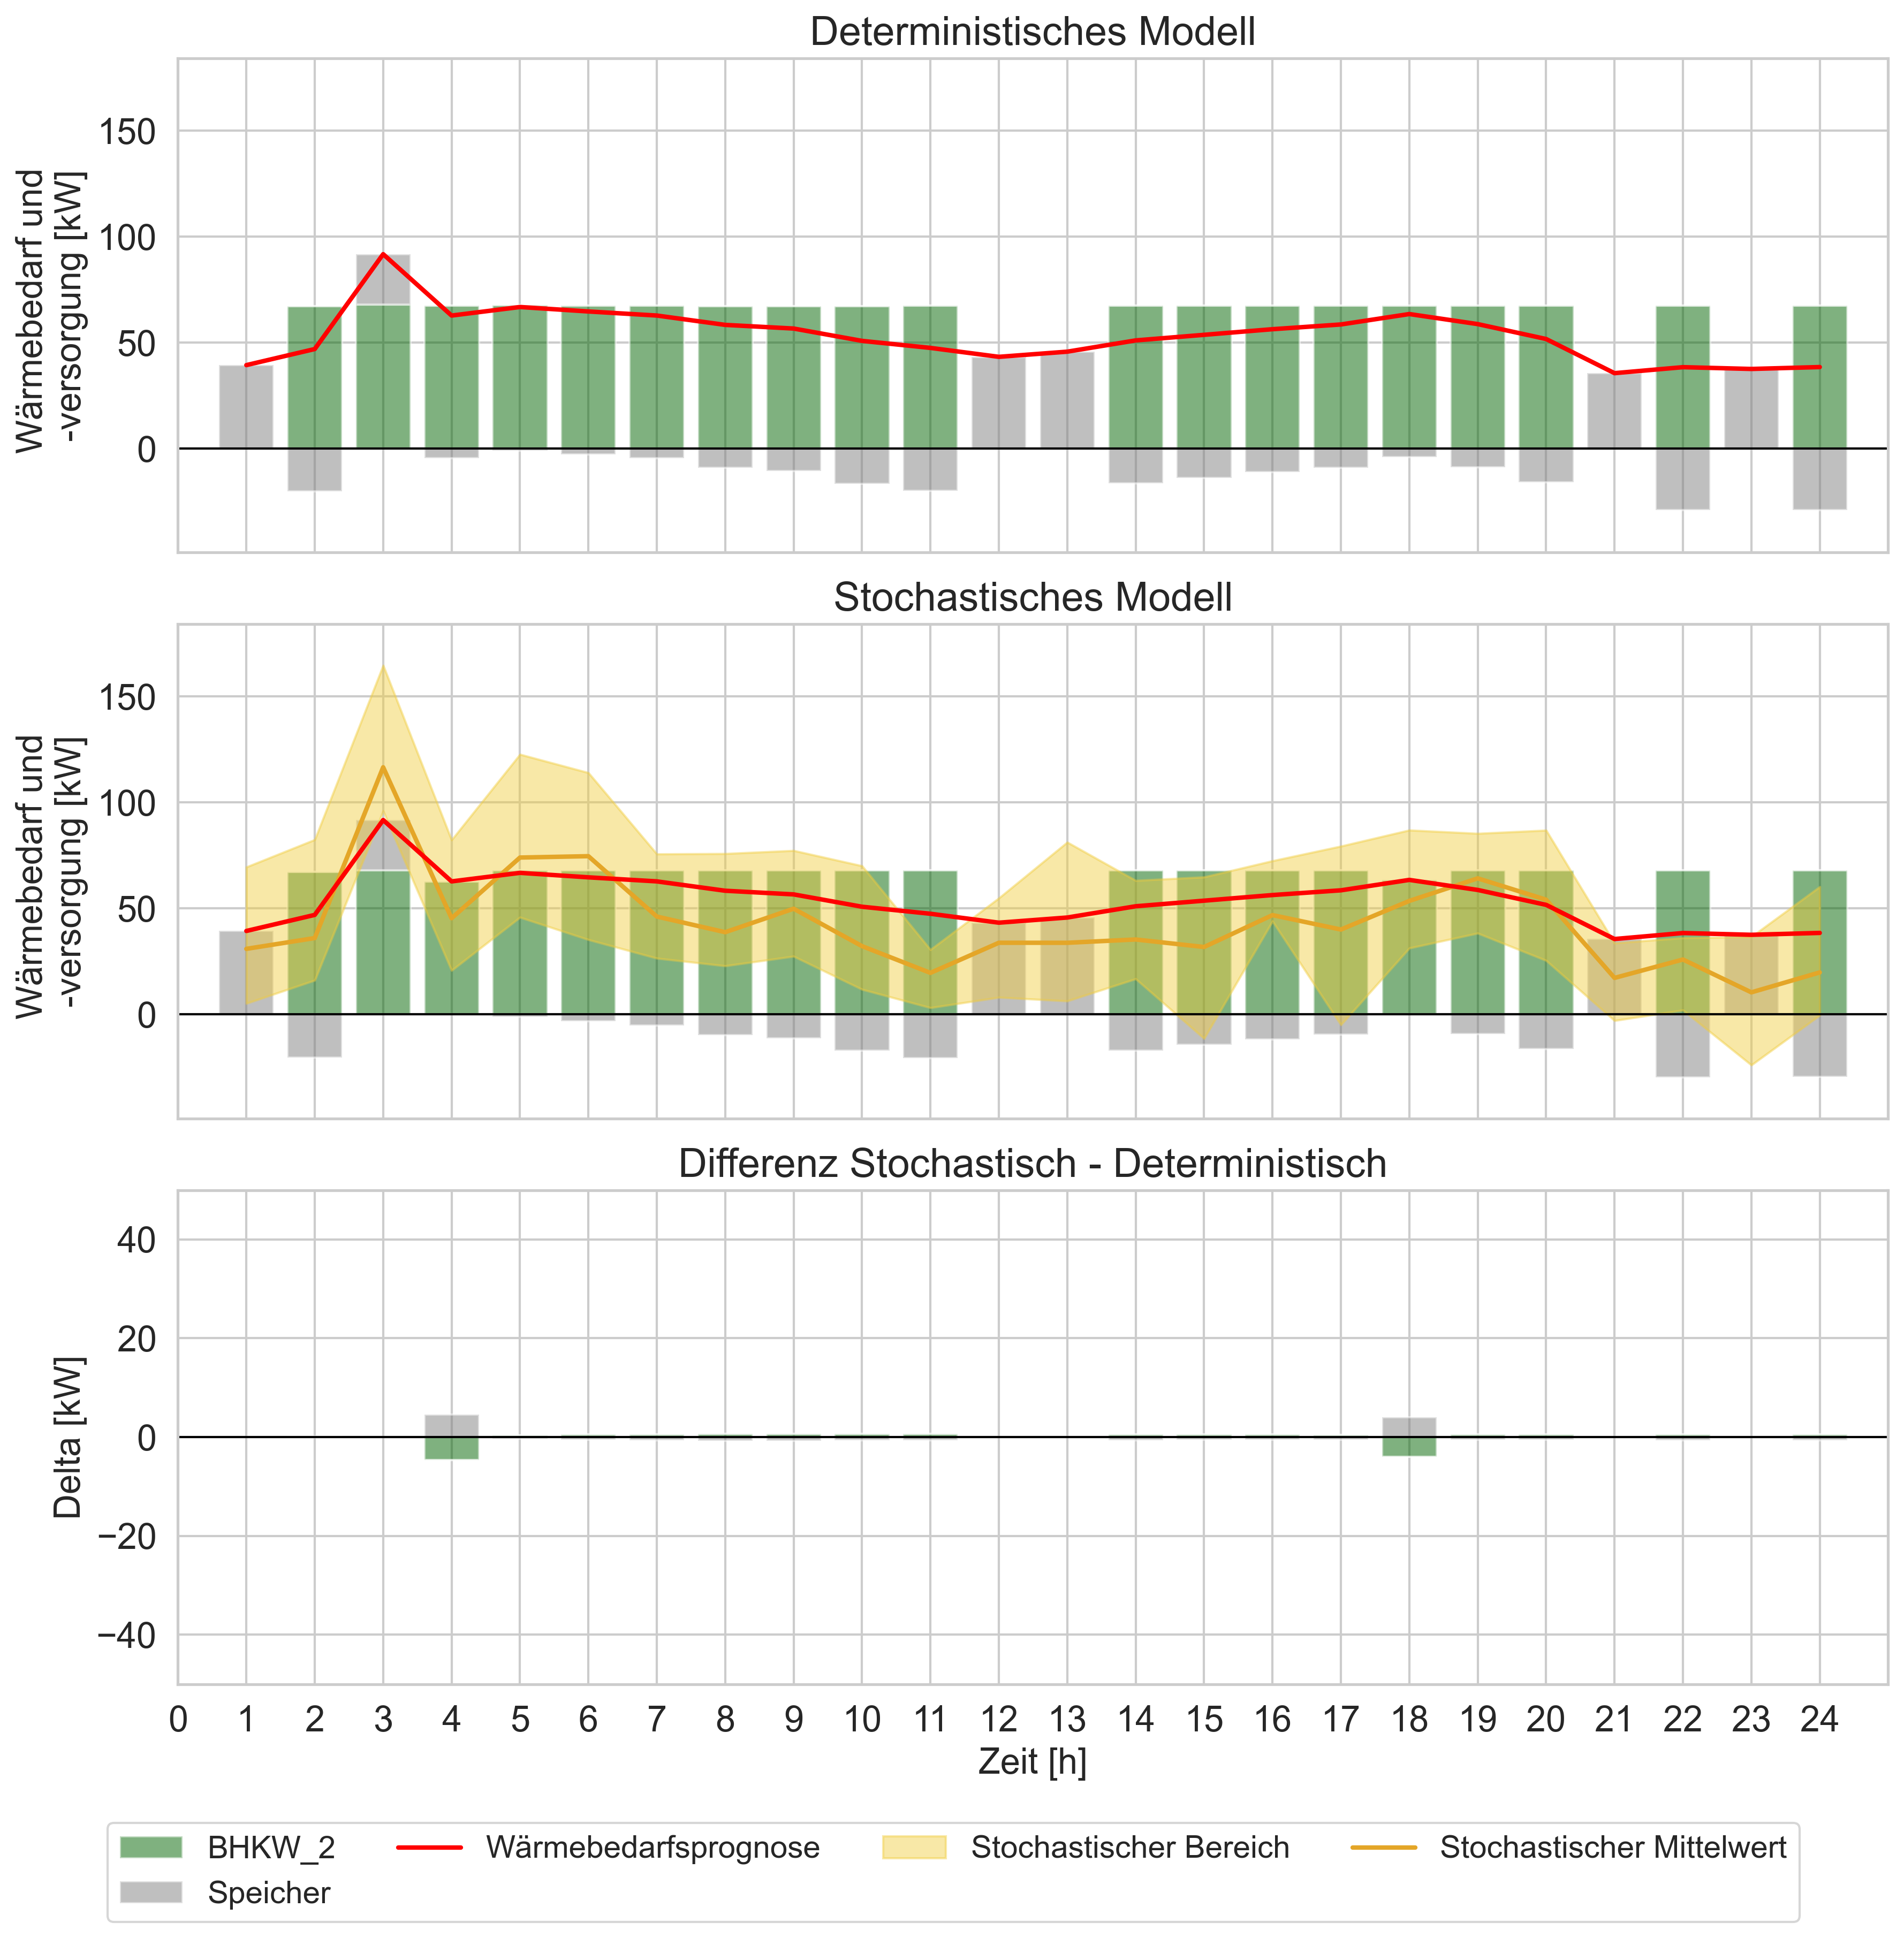 Deterministisches Modell
Wärmebedarf und
-versorgung [kW]
150
100
50
0
Stochastisches Modell
Wärmebedarf und
-versorgung [kW]
150
100
50
0
Differenz Stochastisch - Deterministisch
Delta [kW]
40
20
0
−20
−40
0 1 2 3 4 5 6 7 8 9 10 11 12 13 14 15 16 17 18 19 20 21 22 23 24
Zeit [h]
BHKW_2 Wärmebedarfsprognose Stochastischer Bereich Stochastischer Mittelwert
Speicher